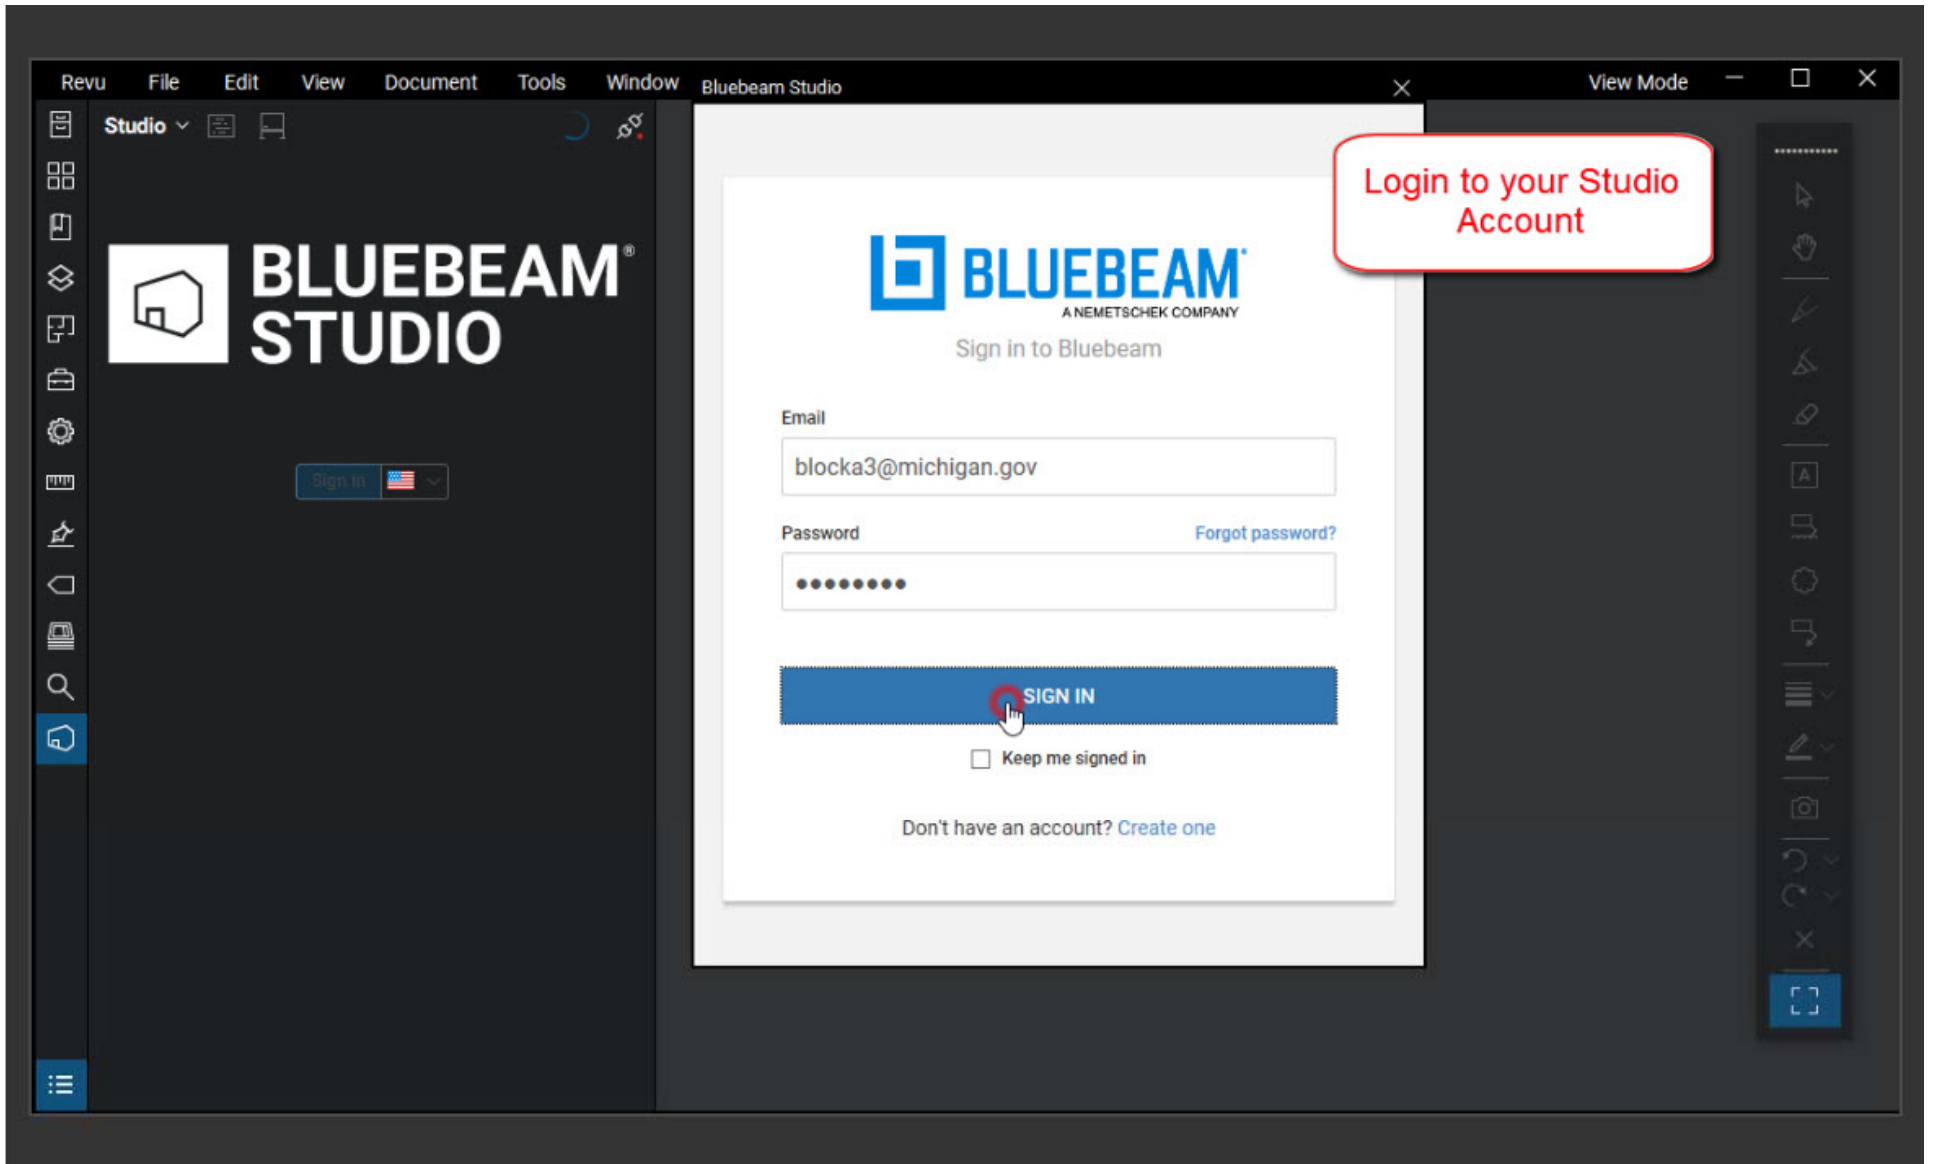 Revu File Edit View Document Tools Window
Bluebeam Studio
View Mode
Studio
BLUEBEAM®
STUDIO
Sign In
Login to your Studio
Account
BLUEBEAM
A NEMETSCHEK COMPANY
Sign in to Bluebeam
Email
blocka3@michigan.gov
Password Forgot password?
SIGN IN
Keep me signed in
Don't have an account? Create one
A